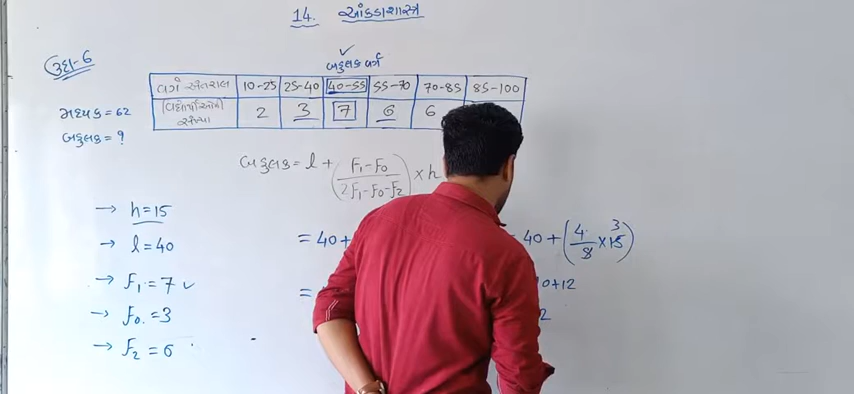 14. આંકડાશાસ્ત્ર
ઉદા-6
બહુલક વર્ગ
વર્ગ અંતરાલ 10-25 25-40 40-55 55-70 70-85 85-100
વિદ્યાર્થીઓની સંખ્યા 2 3 7 6 6
મધ્યક = 62
બહુલક = ?
બહુલક = l + (F₁-F₀ / 2F₁-F₀-F₂) × h
→ h = 15
→ l = 40
→ F₁ = 7 ✓
→ F₀ = 3
→ F₂ = 6
= 40 +
= 40 + (4/8 × 15) 3
0+12
2